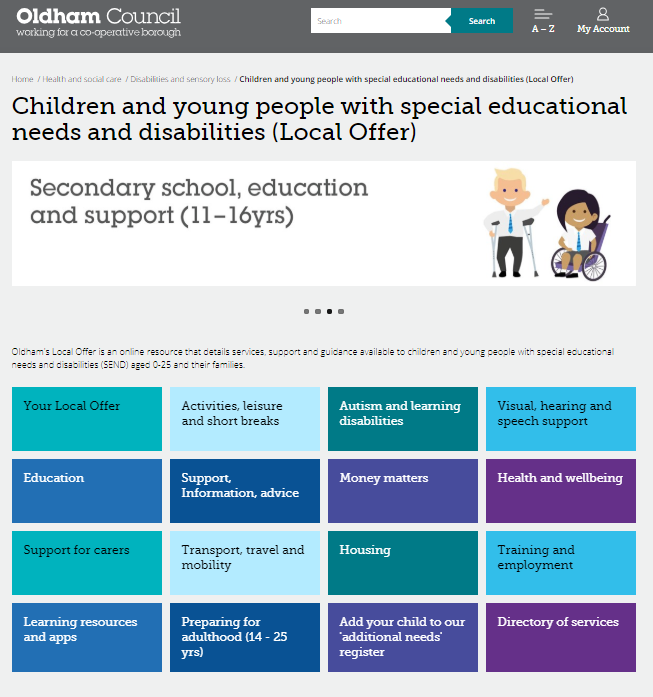 Oldham Council
working for a co-operative borough
Search
Search
A – Z
My Account
Home / Health and social care / Disabilities and sensory loss / Children and young people with special educational needs and disabilities (Local Offer)
Children and young people with special educational
needs and disabilities (Local Offer)
Secondary school, education
and support (11–16yrs)
Oldham's Local Offer is an online resource that details services, support and guidance available to children and young people with special educational
needs and disabilities (SEND) aged 0-25 and their families.
Your Local Offer
Activities, leisure
and short breaks
Autism and learning
disabilities
Visual, hearing and
speech support
Education
Support,
Information, advice
Money matters
Health and wellbeing
Support for carers
Transport, travel and
mobility
Housing
Training and
employment
Learning resources
and apps
Preparing for
adulthood (14 - 25
yrs)
Add your child to our
'additional needs'
register
Directory of services